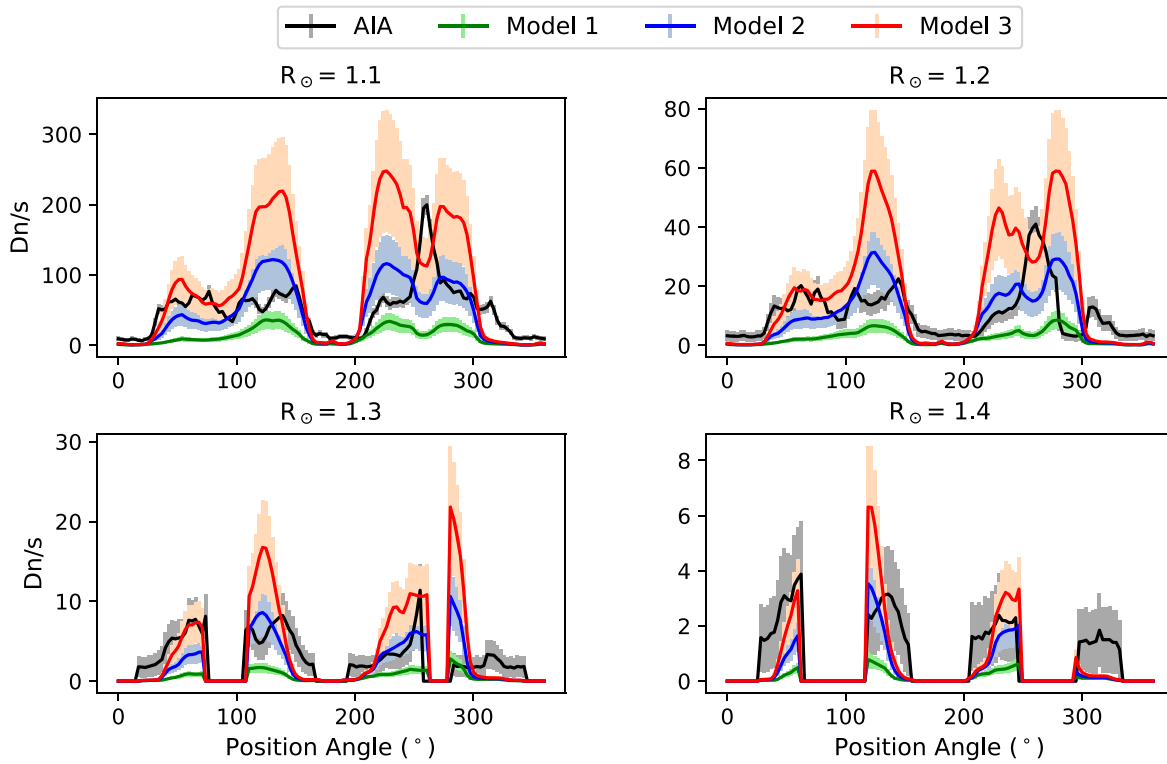 AIA Model 1 Model 2 Model 3
R☉ = 1.1
R☉ = 1.2
300
200
100
0
Dn/s
0 100 200 300
80
60
40
20
0
0 100 200 300
R☉ = 1.3
R☉ = 1.4
30
20
10
0
Dn/s
0 100 200 300
Position Angle (°)
8
6
4
2
0
0 100 200 300
Position Angle (°)